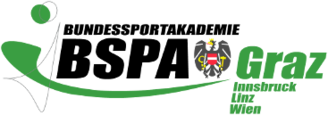 BUNDESSPORTAKADEMIE
BSPA Graz
Innsbruck
Linz
Wien